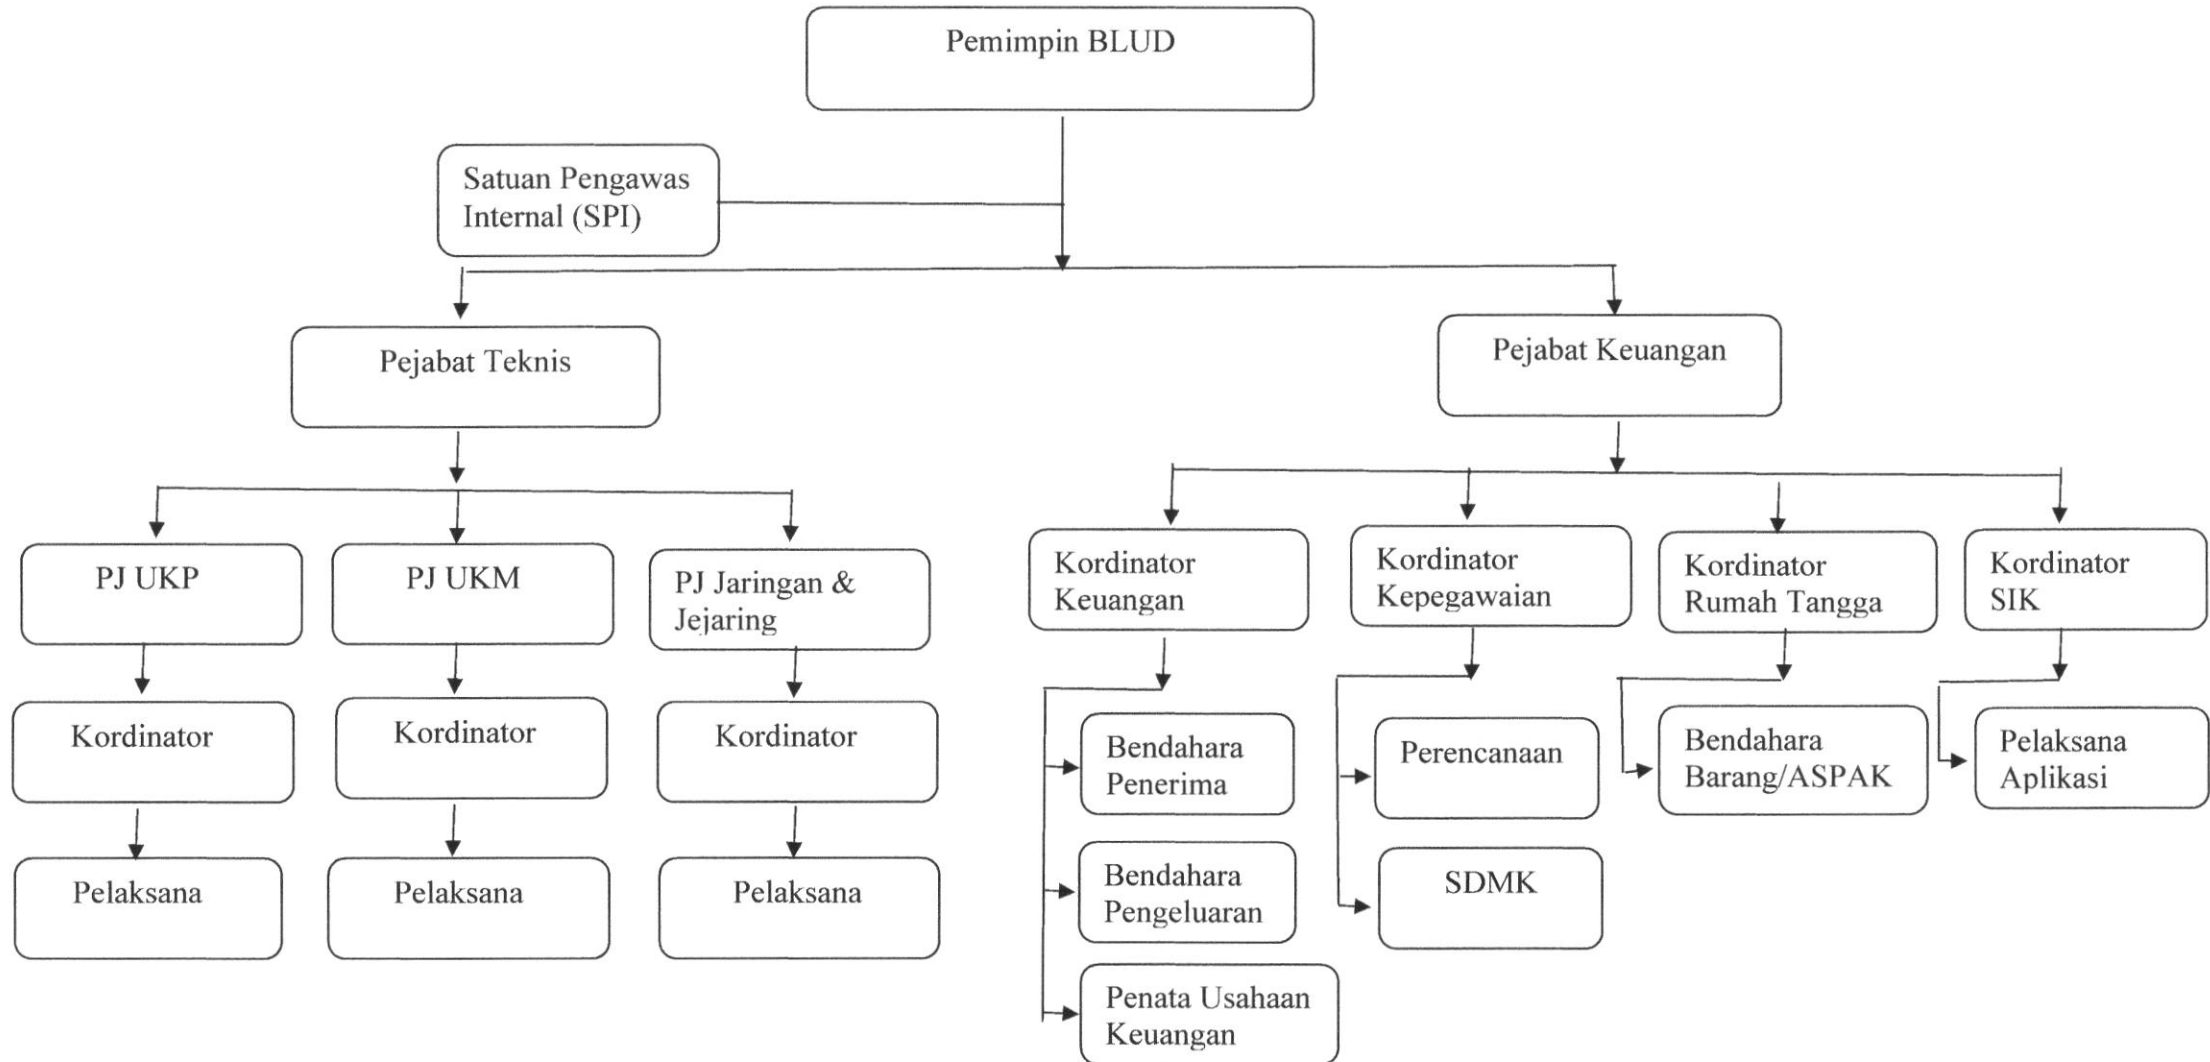 Pemimpin BLUD
Satuan Pengawas
Internal (SPI)
Pejabat Teknis
Pejabat Keuangan
PJ UKP
PJ UKM
PJ Jaringan &
Jejaring
Kordinator
Keuangan
Kordinator
Kepegawaian
Kordinator
Rumah Tangga
Kordinator
SIK
Kordinator
Kordinator
Kordinator
Bendahara
Penerima
Perencanaan
Bendahara
Barang/ASPAK
Pelaksana
Aplikasi
Pelaksana
Pelaksana
Pelaksana
Bendahara
Pengeluaran
SDMK
Penata Usahaan
Keuangan